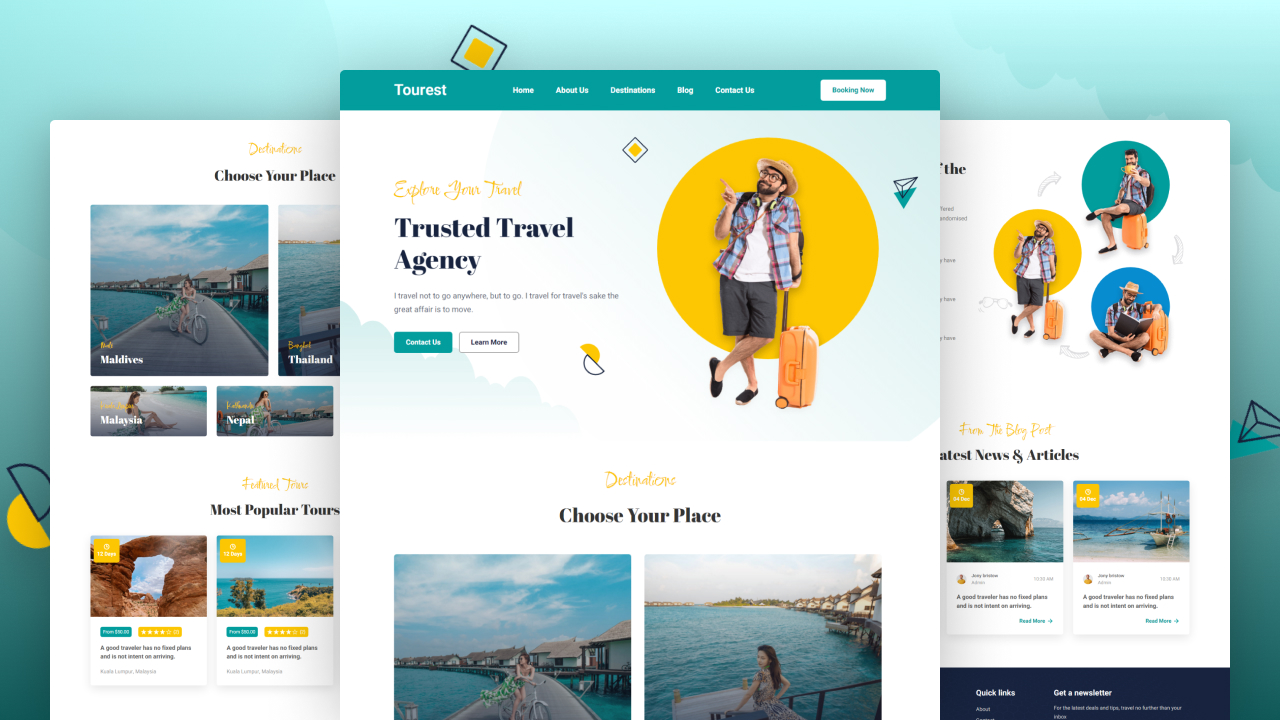 Tourest
Home
About Us
Destinations
Blog
Contact Us
Booking Now
Explore Your Travel
Trusted Travel
Agency
I travel not to go anywhere, but to go. I travel for travel's sake the
great affair is to move.
Contact Us
Learn More
Destinations
Choose Your Place
Destinations
Choose Your Place
Mali
Maldives
Bangkok
Thailand
Malaysia
Kathmandu
Nepal
Featured Tours
Most Popular Tours
12 Days
From $50.00
A good traveler has no fixed plans
and is not intent on arriving.
Kuala Lumpur, Malaysia
12 Days
From $50.00
A good traveler has no fixed plans
and is not intent on arriving.
Kuala Lumpur, Malaysia
f the
ffered
andomised
y have
y have
y have
From The Blog Post
atest News & Articles
04 Dec
Jony bristow
Admin
10:30 AM
A good traveler has no fixed plans
and is not intent on arriving.
Read More →
04 Dec
Jony bristow
Admin
10:30 AM
A good traveler has no fixed plans
and is not intent on arriving.
Read More →
Quick links
About
Get a newsletter
For the latest deals and tips, travel no further than your
inbox